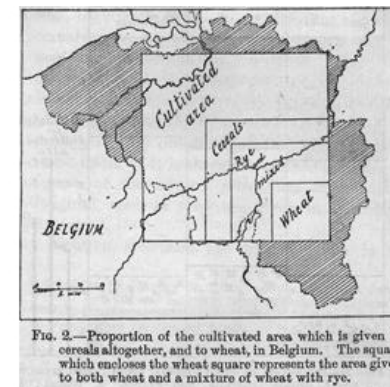 Cultivated
area
Cereals
Rye
and
mixed
Wheat
BELGIUM
FIG. 2.—Proportion of the cultivated area which is given
cereals altogether, and to wheat, in Belgium. The squa
which encloses the wheat square represents the area give
to both wheat and a mixture of wheat with rye.